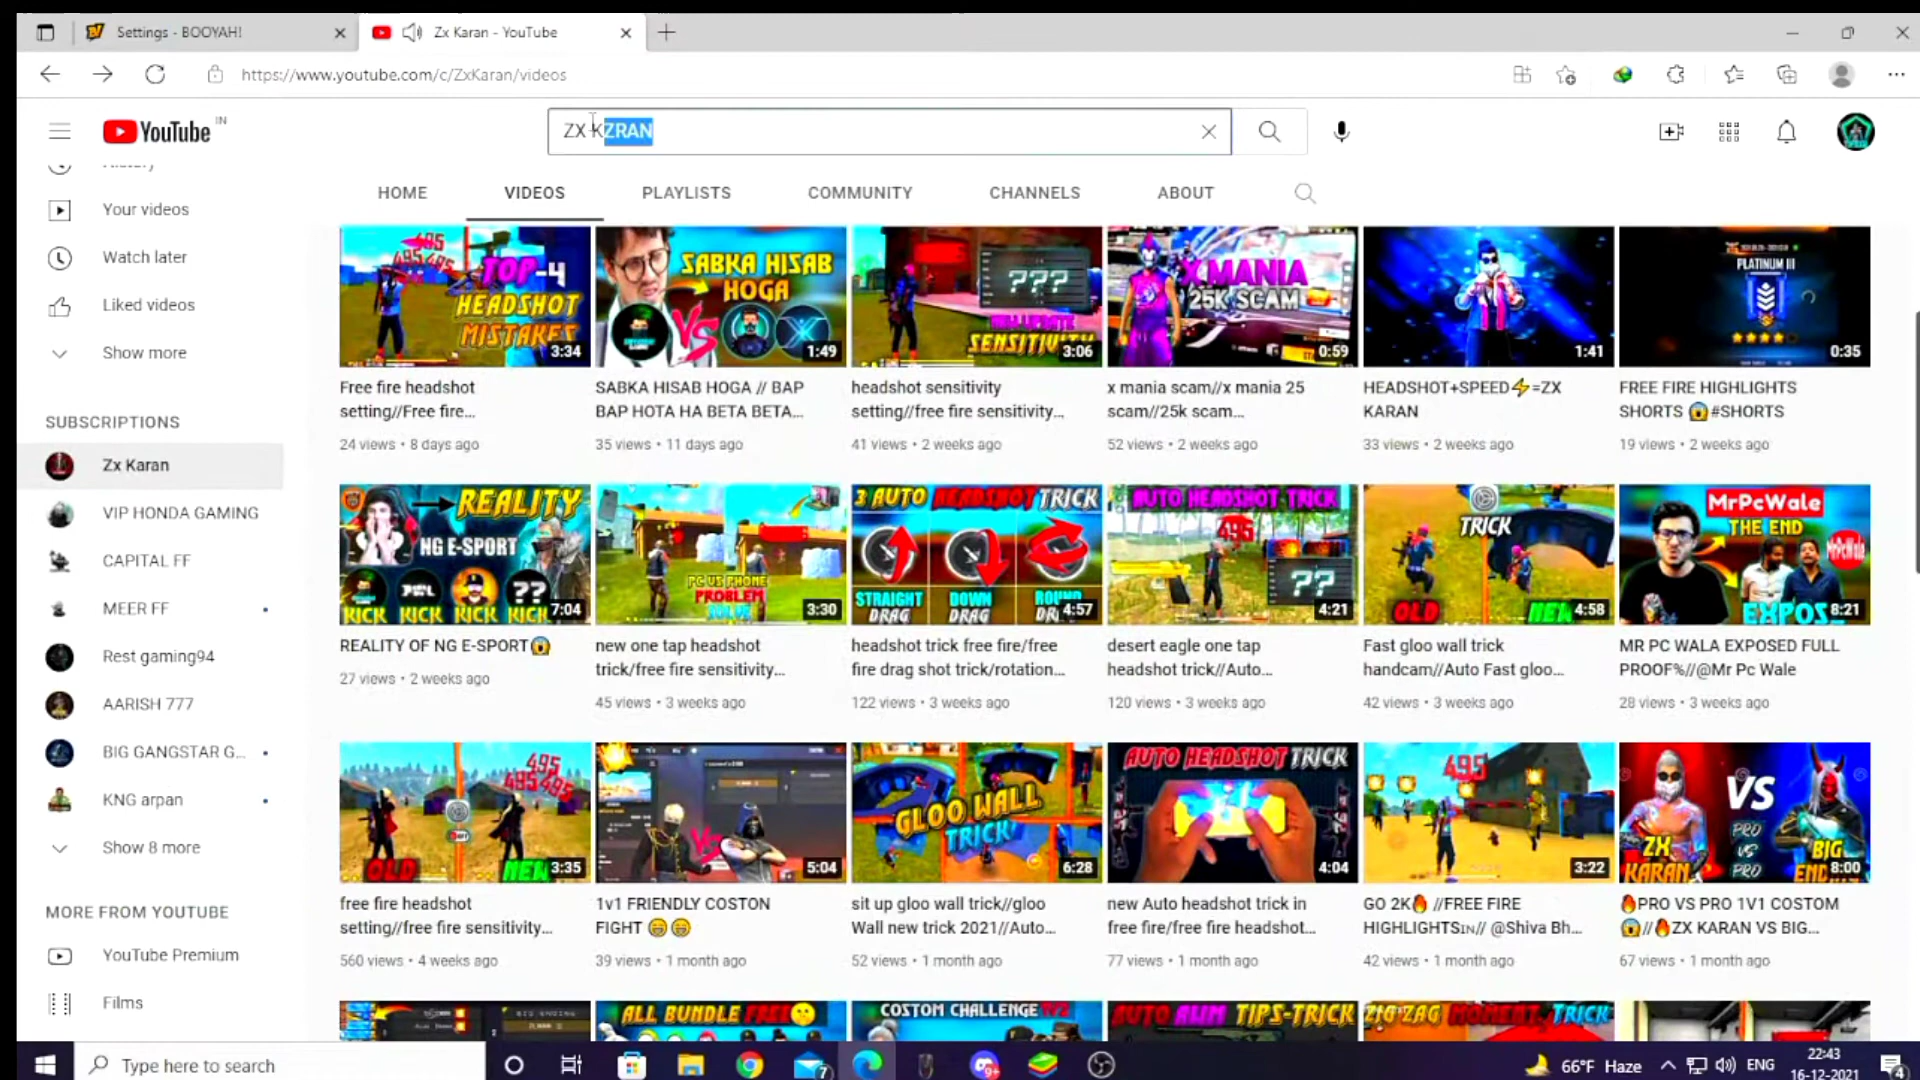 Settings - BOOYAH!
Zx Karan - YouTube
https://www.youtube.com/c/ZxKaran/videos
YouTube IN
ZX KZRAN
HOME VIDEOS PLAYLISTS COMMUNITY CHANNELS ABOUT
Your videos
Watch later
Liked videos
Show more
SUBSCRIPTIONS
Zx Karan
VIP HONDA GAMING
CAPITAL FF
MEER FF
Rest gaming94
AARISH 777
BIG GANGSTAR G...
KNG arpan
Show 8 more
MORE FROM YOUTUBE
YouTube Premium
Films
495
495 495
TOP-4
HEADSHOT
MISTAKES
3:34
Free fire headshot
setting//Free fire...
24 views • 8 days ago
SABKA HISAB
HOGA
VS
1:49
SABKA HISAB HOGA // BAP
BAP HOTA HA BETA BETA...
35 views • 11 days ago
???
SENSITIVITY
3:06
headshot sensitivity
setting//free fire sensitivity...
41 views • 2 weeks ago
X MANIA
25K SCAM
0:59
x mania scam//x mania 25
scam//25k scam...
52 views • 2 weeks ago
1:41
HEADSHOT+SPEED⚡=ZX
KARAN
33 views • 2 weeks ago
PLATINUM III
0:35
FREE FIRE HIGHLIGHTS
SHORTS 😱#SHORTS
19 views • 2 weeks ago
REALITY
NG E-SPORT
??
KICK KICK KICK KICK
7:04
REALITY OF NG E-SPORT😱
27 views • 2 weeks ago
PC VS PHONE
PROBLEM
SOLVE
3:30
new one tap headshot
trick/free fire sensitivity...
45 views • 3 weeks ago
3 AUTO HEADSHOT TRICK
STRAIGHT DRAG
DOWN DRAG
ROUND
4:57
headshot trick free fire/free
fire drag shot trick/rotation...
122 views • 3 weeks ago
AUTO HEADSHOT TRICK
495
??
4:21
desert eagle one tap
headshot trick//Auto...
120 views • 3 weeks ago
TRICK
OLD NEW
4:58
Fast gloo wall trick
handcam//Auto Fast gloo...
42 views • 3 weeks ago
MrPcWale
THE END
MrPcWale
EXPOS
8:21
MR PC WALA EXPOSED FULL
PROOF%//@Mr Pc Wale
28 views • 3 weeks ago
495
495 495
OLD NEW
3:35
free fire headshot
setting//free fire sensitivity...
560 views • 4 weeks ago
Vs
5:04
1v1 FRIENDLY COSTON
FIGHT 😁😁
39 views • 1 month ago
GLOO WALL
TRICK
6:28
sit up gloo wall trick//gloo
Wall new trick 2021//Auto...
52 views • 1 month ago
AUTO HEADSHOT TRICK
4:04
new Auto headshot trick in
free fire/free fire headshot...
77 views • 1 month ago
495
3:22
GO 2K🔥 //FREE FIRE
HIGHLIGHTSɪɴ// @Shiva Bh...
42 views • 1 month ago
VS
PRO
VS
PRO
ZX
KARAN
BIG
8:00
🔥PRO VS PRO 1V1 COSTOM
😱//🔥ZX KARAN VS BIG...
67 views • 1 month ago
ALL BUNDLE FREE
COSTOM CHALLENGE
AUTO AIM TIPS-TRICK
ZIG ZAG MOMENT TRICK
Type here to search
7
9+
66°F Haze
ENG
22:43
16-12-2021
4